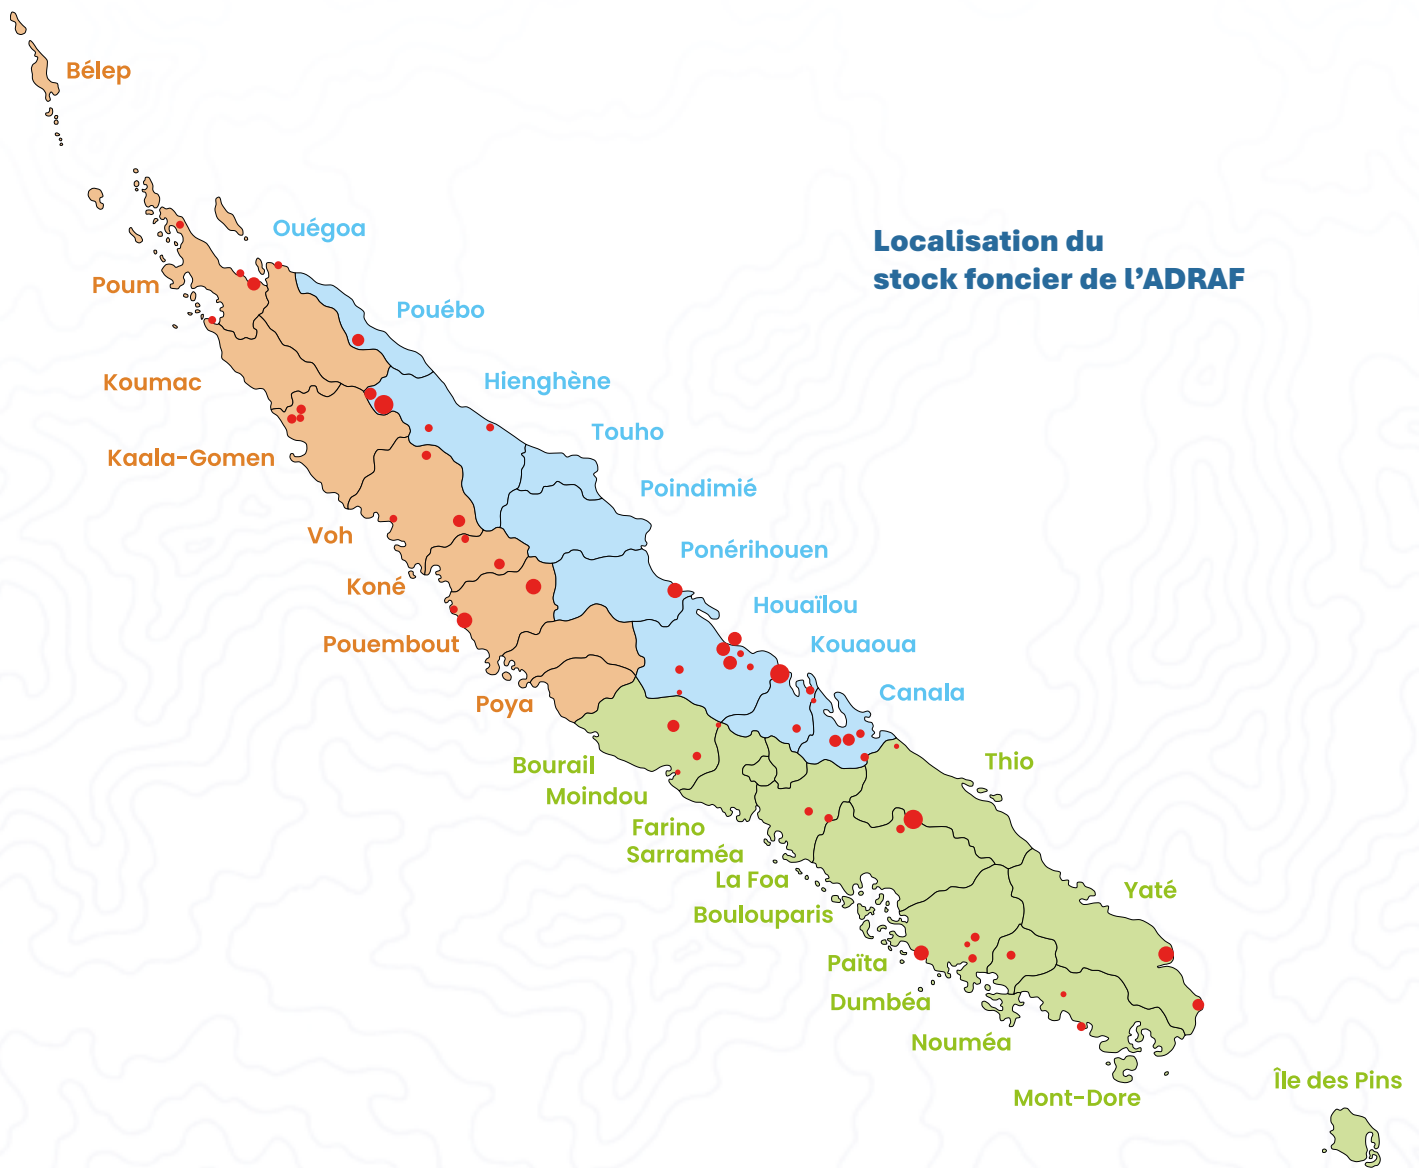 Bélep
Ouégoa
Localisation du
stock foncier de l'ADRAF
Poum
Pouébo
Koumac
Hienghène
Touho
Kaala-Gomen
Poindimié
Voh
Ponérihouen
Koné
Houaïlou
Pouembout
Kouaoua
Canala
Poya
Bourail
Thio
Moindou
Farino
Sarraméa
La Foa
Yaté
Boulouparis
Païta
Dumbéa
Nouméa
Île des Pins
Mont-Dore